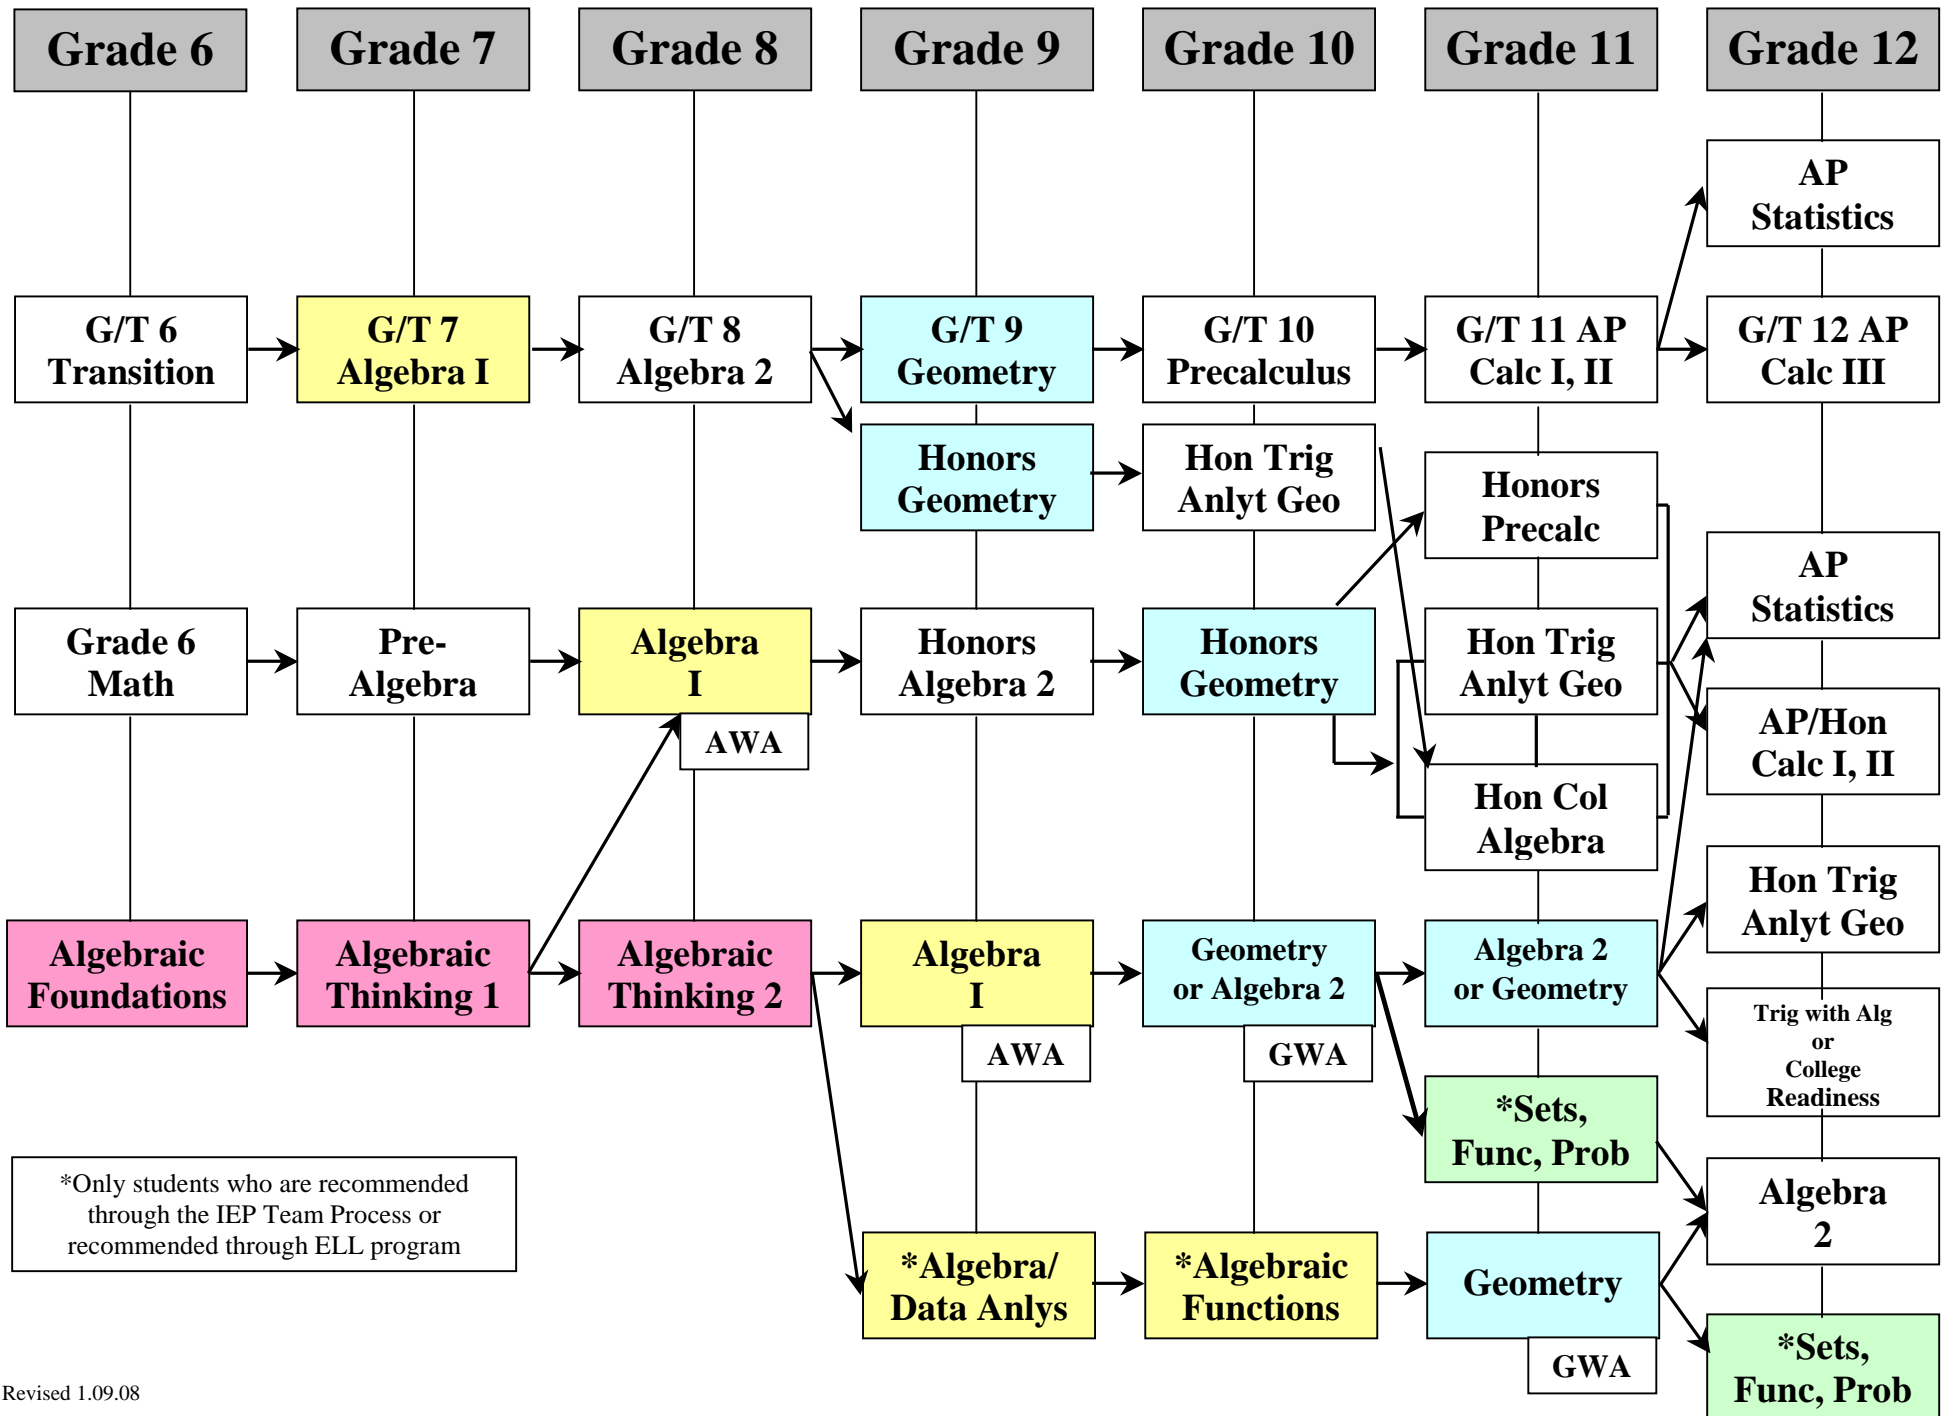 Grade 6
Grade 7
Grade 8
Grade 9
Grade 10
Grade 11
Grade 12
AP
Statistics
G/T 6
Transition
G/T 7
Algebra I
G/T 8
Algebra 2
G/T 9
Geometry
G/T 10
Precalculus
G/T 11 AP
Calc I, II
G/T 12 AP
Calc III
Honors
Geometry
Hon Trig
Anlyt Geo
Honors
Precalc
AP
Statistics
Grade 6
Math
Pre-
Algebra
Algebra
I
AWA
Honors
Algebra 2
Honors
Geometry
Hon Trig
Anlyt Geo
AP/Hon
Calc I, II
Hon Col
Algebra
Hon Trig
Anlyt Geo
Algebraic
Foundations
Algebraic
Thinking 1
Algebraic
Thinking 2
Algebra
I
AWA
Geometry
or Algebra 2
GWA
Algebra 2
or Geometry
Trig with Alg
or
College
Readiness
*Sets,
Func, Prob
Algebra
2
*Only students who are recommended
through the IEP Team Process or
recommended through ELL program
*Algebra/
Data Anlys
*Algebraic
Functions
Geometry
GWA
*Sets,
Func, Prob
Revised 1.09.08